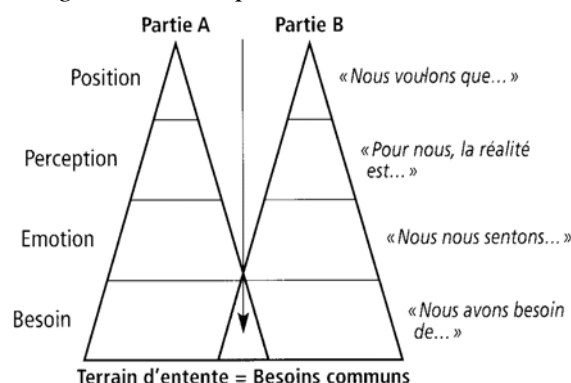 Partie A Partie B
Position
«Nous voulons que...»
Perception
«Pour nous, la réalité
est...»
Emotion
«Nous nous sentons...»
Besoin
«Nous avons besoin
de...»
Terrain d'entente = Besoins communs